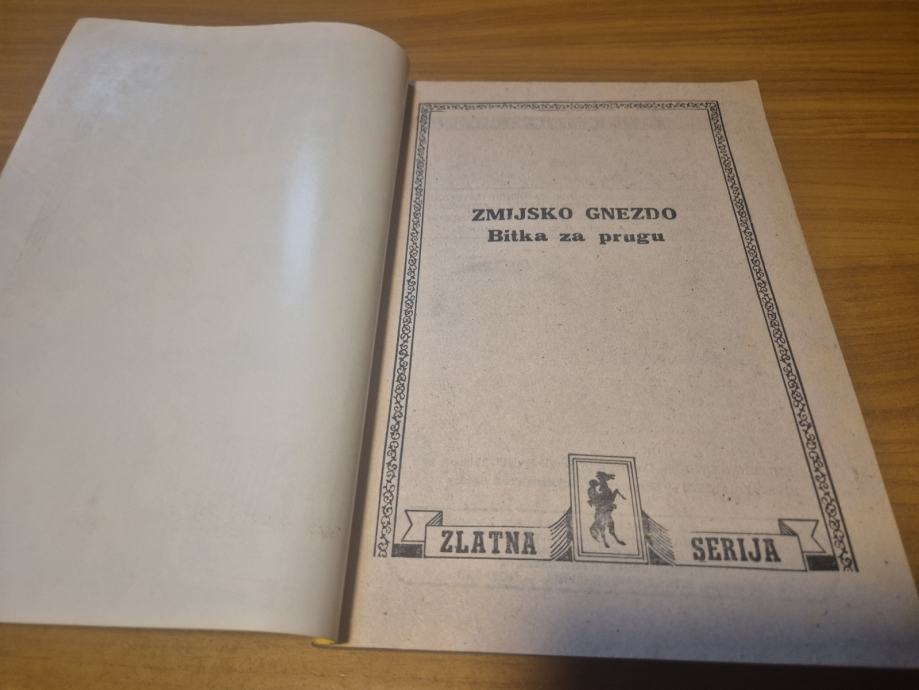 ZMIJSKO GNEZDO
Bitka za prugu
ZLATNA SERIJA